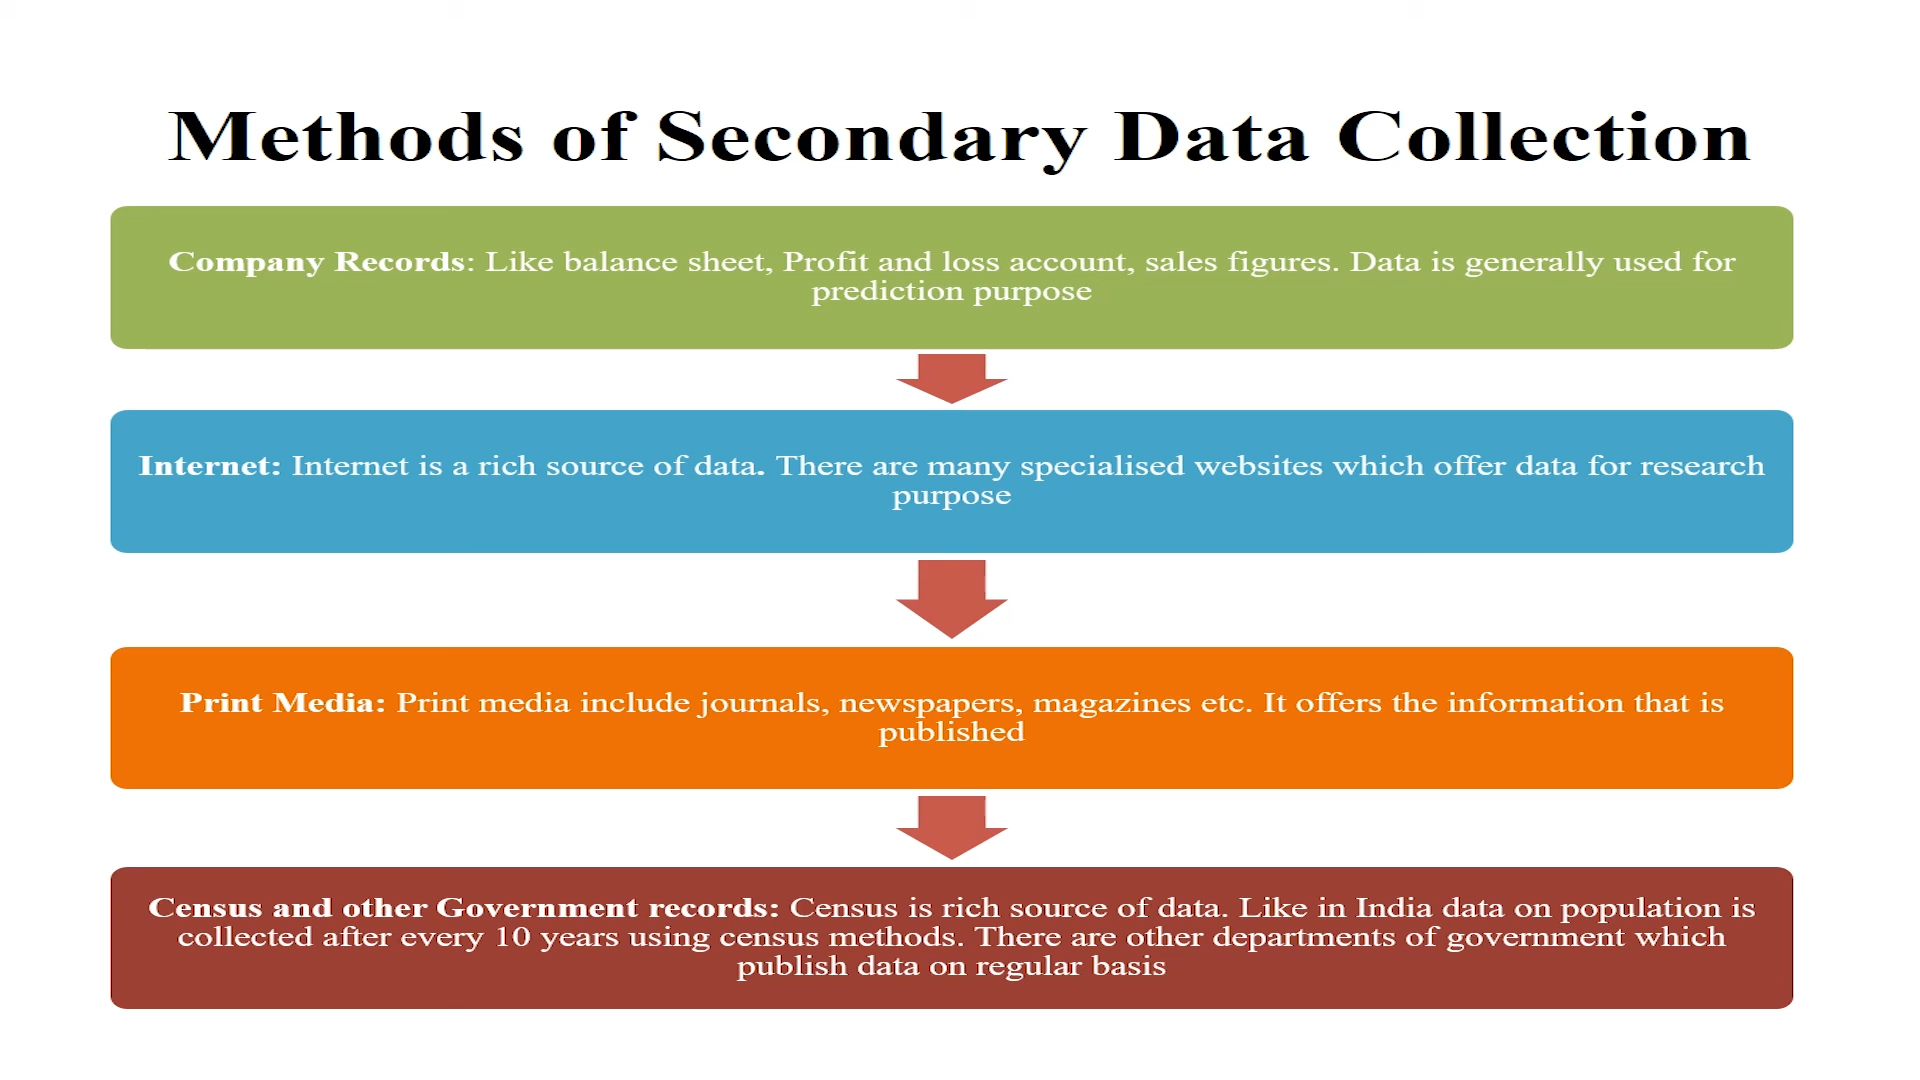 Methods of Secondary Data Collection
Company Records: Like balance sheet, Profit and loss account, sales figures. Data is generally used for
prediction purpose
Internet: Internet is a rich source of data. There are many specialised websites which offer data for research
purpose
Print Media: Print media include journals, newspapers, magazines etc. It offers the information that is
published
Census and other Government records: Census is rich source of data. Like in India data on population is
collected after every 10 years using census methods. There are other departments of government which
publish data on regular basis